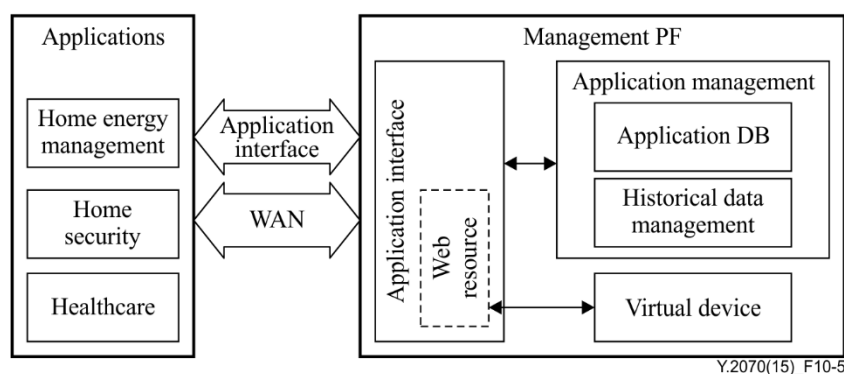 Applications
Home energy
management
Home
security
Healthcare
Application
interface
WAN
Management PF
Application interface
Web
resource
Application management
Application DB
Historical data
management
Virtual device
Y.2070(15)_F10-5